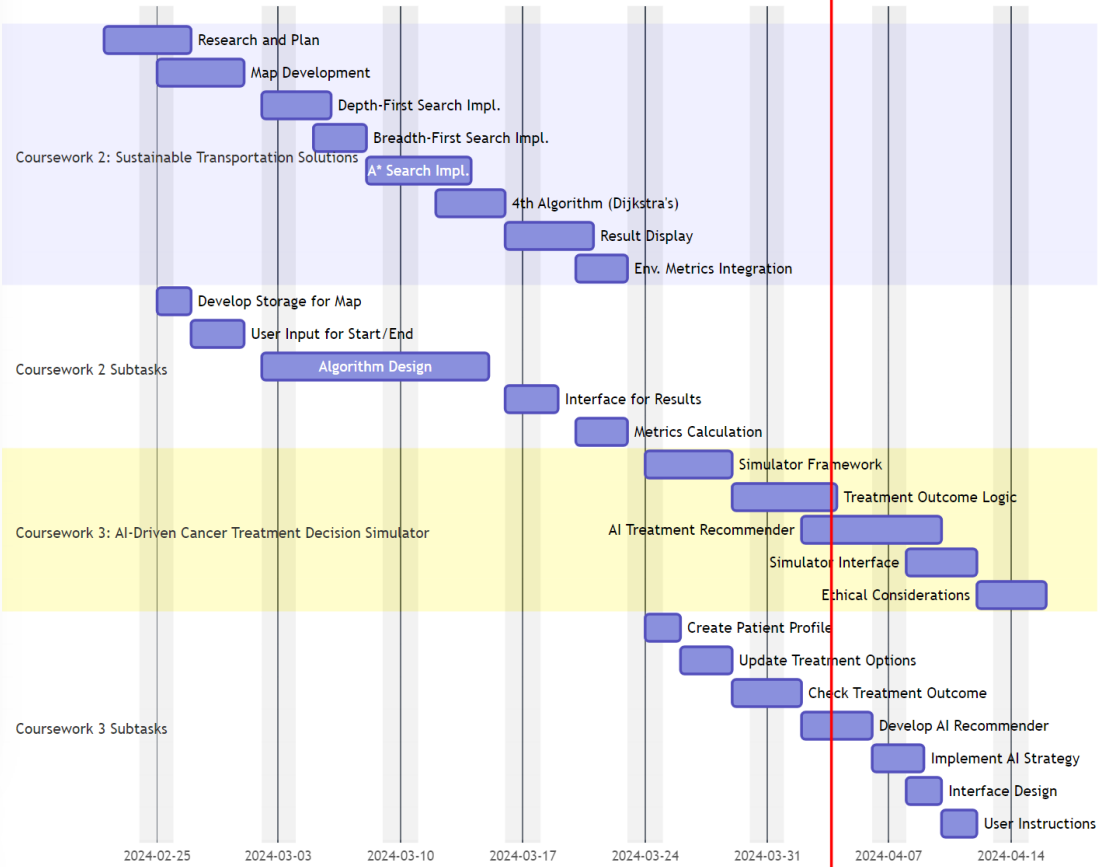 Research and Plan
Map Development
Depth-First Search Impl.
Breadth-First Search Impl.
Coursework 2: Sustainable Transportation Solutions
A* Search Impl.
4th Algorithm (Dijkstra's)
Result Display
Env. Metrics Integration
Develop Storage for Map
User Input for Start/End
Coursework 2 Subtasks
Algorithm Design
Interface for Results
Metrics Calculation
Simulator Framework
Treatment Outcome Logic
Coursework 3: AI-Driven Cancer Treatment Decision Simulator
AI Treatment Recommender
Simulator Interface
Ethical Considerations
Create Patient Profile
Update Treatment Options
Check Treatment Outcome
Coursework 3 Subtasks
Develop AI Recommender
Implement AI Strategy
Interface Design
User Instructions
2024-02-25 2024-03-03 2024-03-10 2024-03-17 2024-03-24 2024-03-31 2024-04-07 2024-04-14